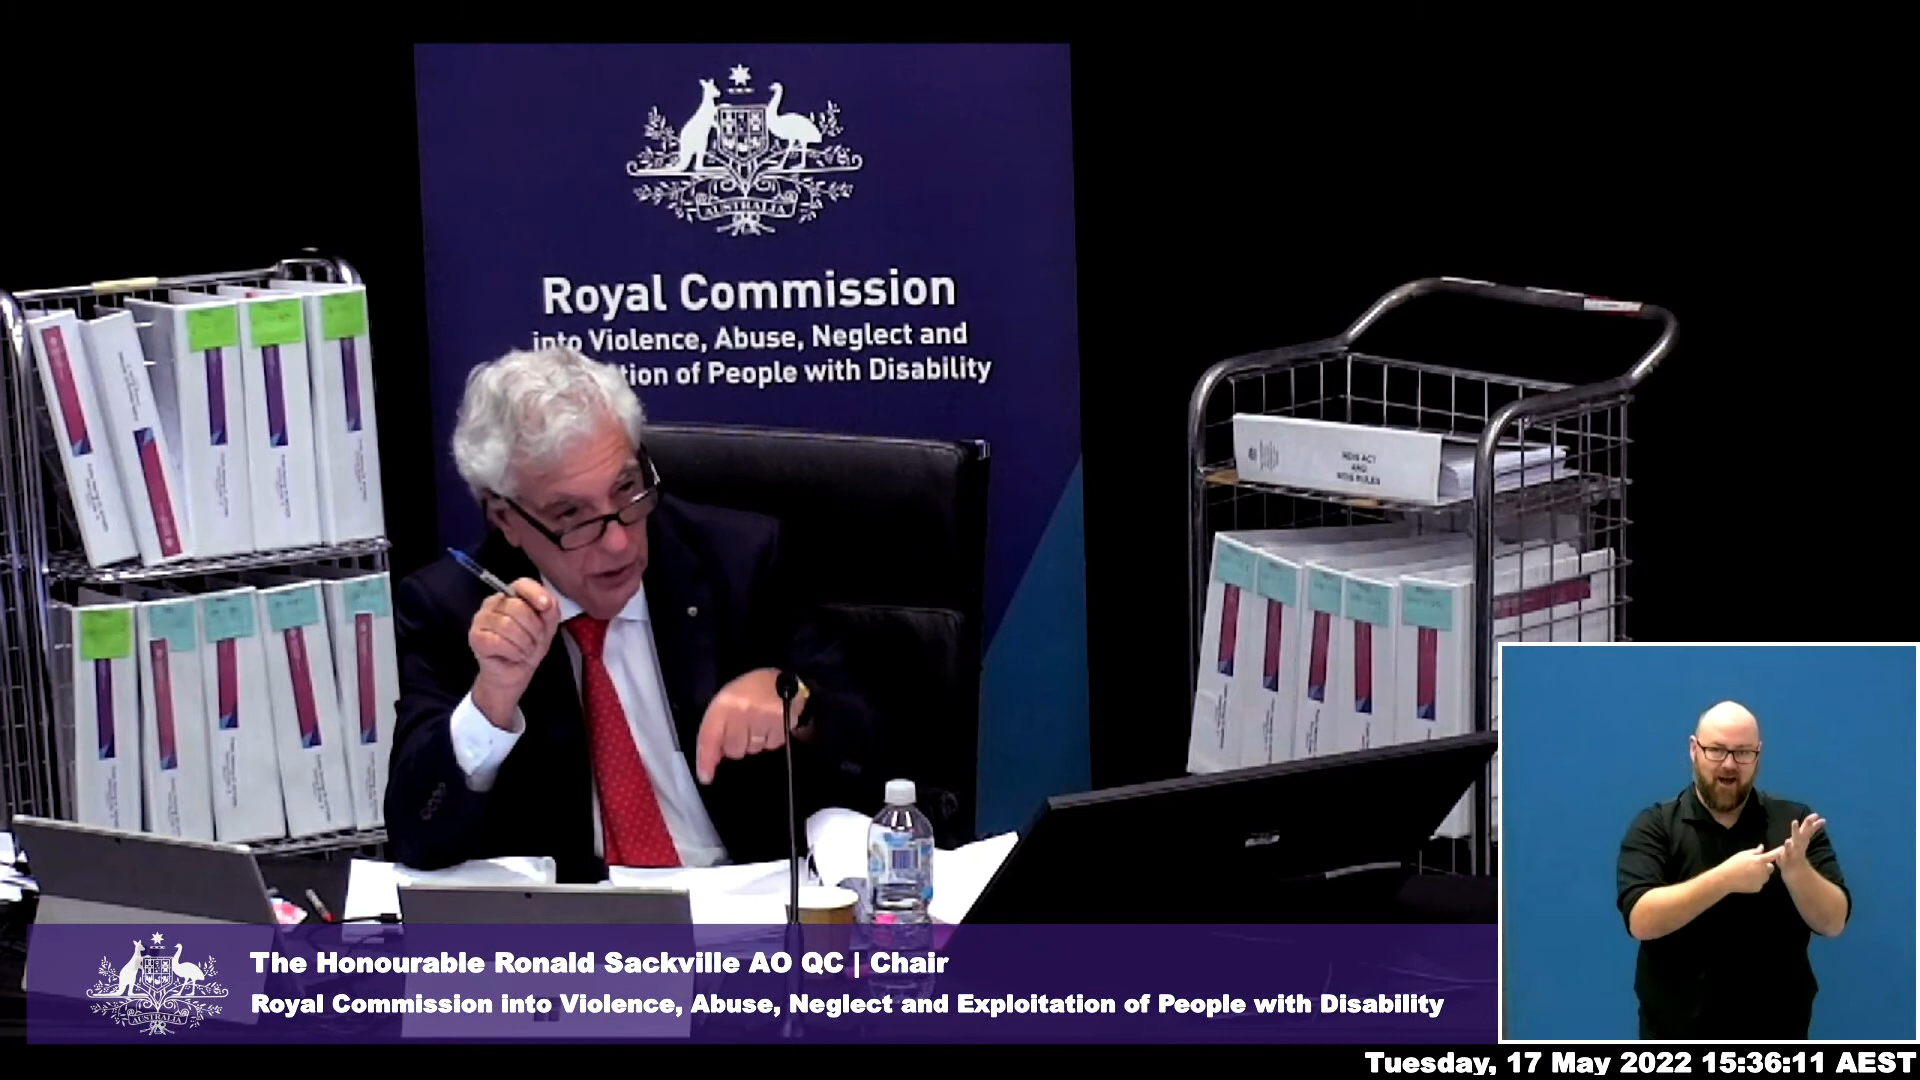 AUSTRALIA
Royal Commission
into Violence, Abuse, Neglect and
tion of People with Disability
NDIS ACT
AND
NDIS RULES
AUSTRALIA
The Honourable Ronald Sackville AO QC | Chair
Royal Commission into Violence, Abuse, Neglect and Exploitation of People with Disability
Tuesday, 17 May 2022 15:36:11 AEST